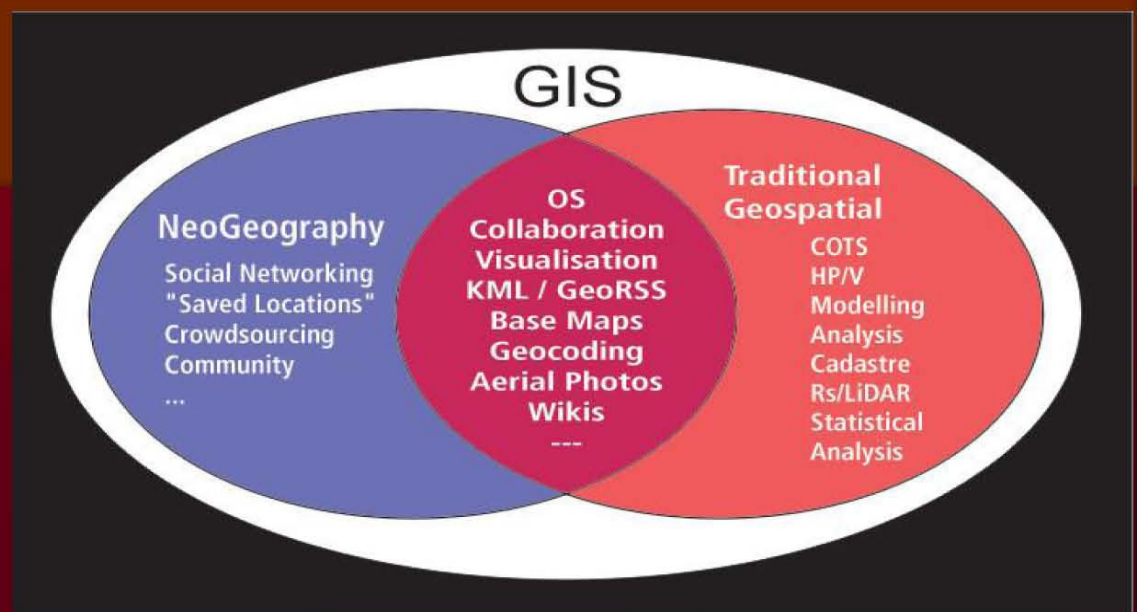 GIS
NeoGeography
Social Networking
"Saved Locations"
Crowdsourcing
Community
...
OS
Collaboration
Visualisation
KML / GeoRSS
Base Maps
Geocoding
Aerial Photos
Wikis
---
Traditional
Geospatial
COTS
HP/V
Modelling
Analysis
Cadastre
Rs/LiDAR
Statistical
Analysis